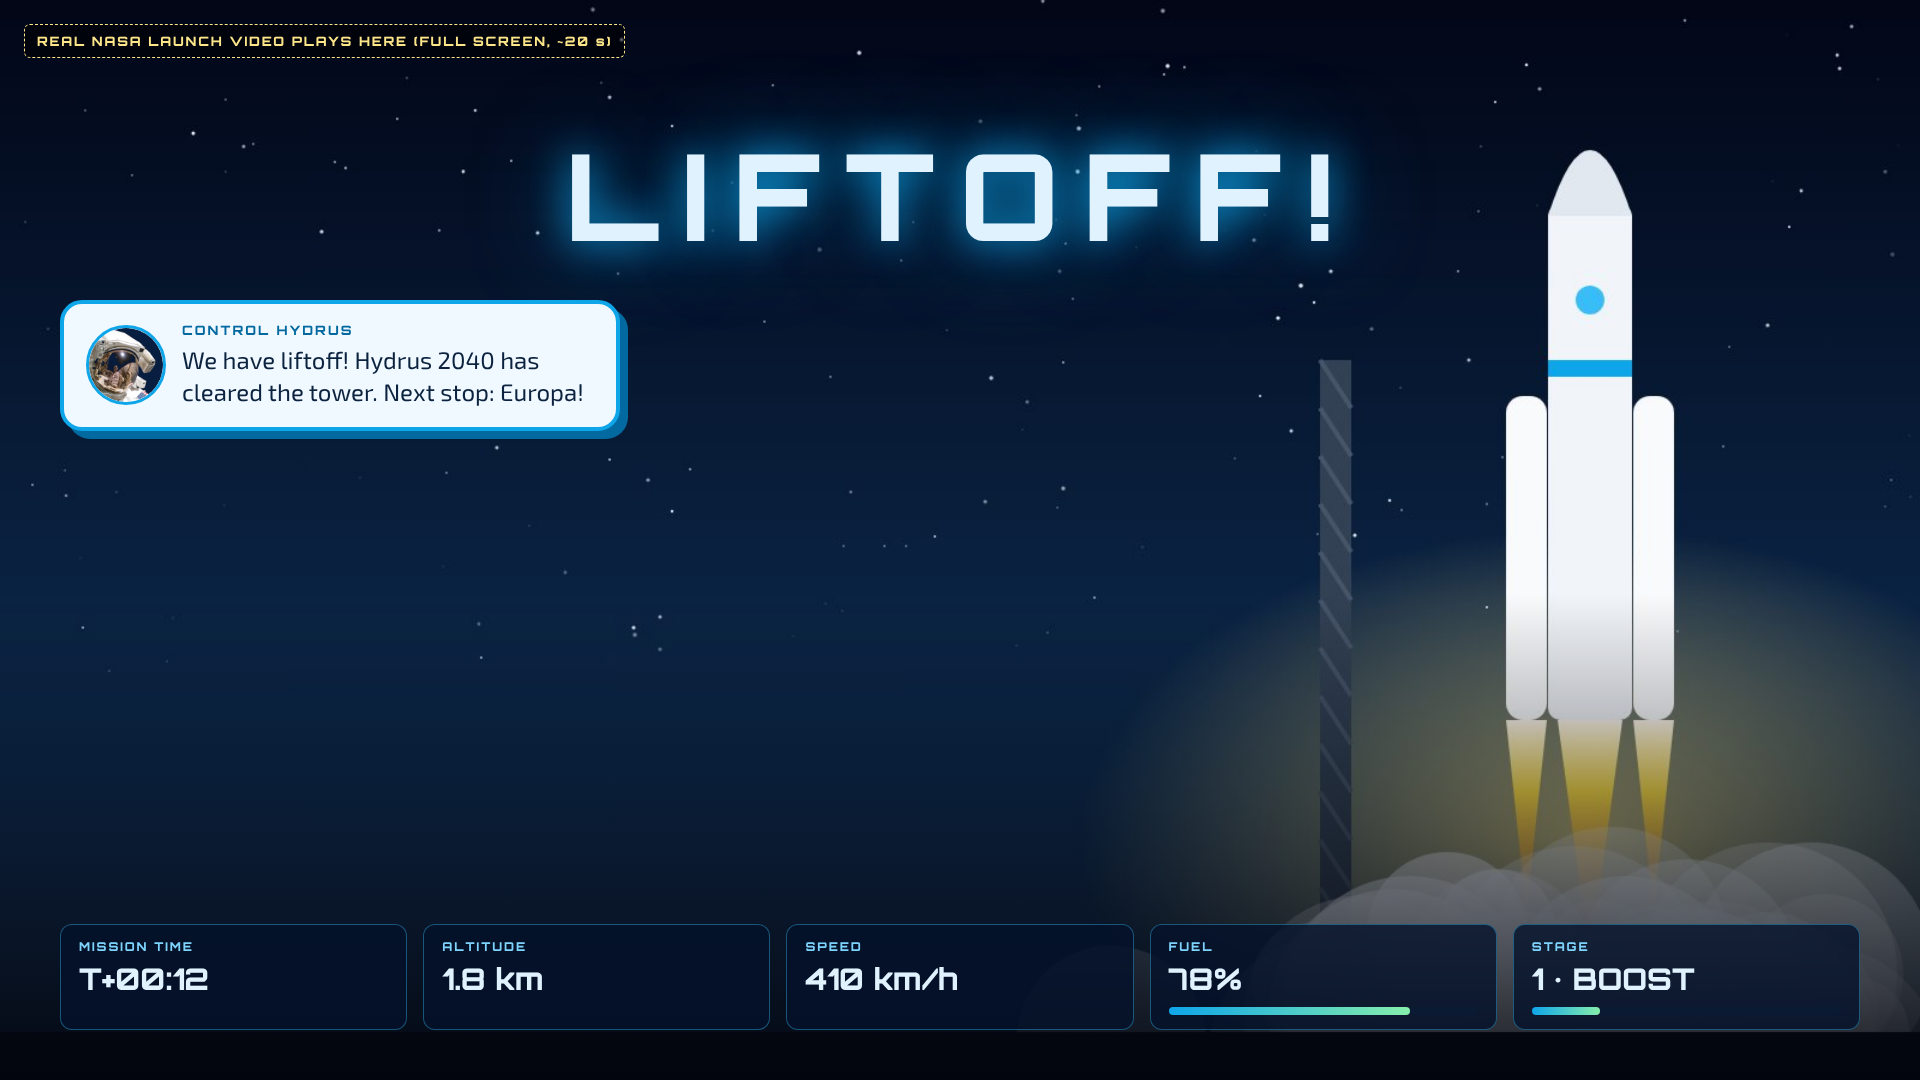 REAL NASA LAUNCH VIDEO PLAYS HERE (FULL SCREEN, ~20 s)
LIFTOFF!
CONTROL HYDRUS
We have liftoff! Hydrus 2040 has
cleared the tower. Next stop: Europa!
MISSION TIME
T+00:12
ALTITUDE
1.8 km
SPEED
410 km/h
FUEL
78%
STAGE
1 · BOOST